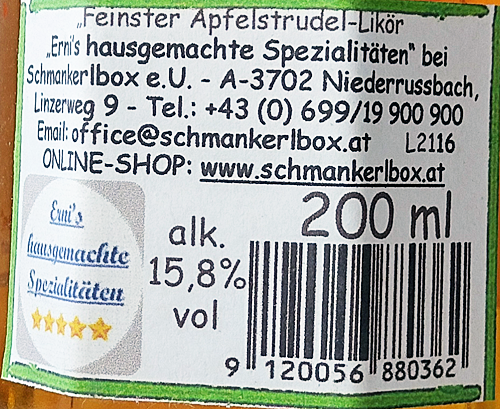 „Feinster Apfelstrudel-Likör
„Erni's hausgemachte Spezialitäten" bei
Schmankerlbox e.U. - A-3702 Niederrussbach,
Linzerweg 9 - Tel.: +43 (0) 699/19 900 900
Email: office@schmankerlbox.at L2116
ONLINE-SHOP: www.schmankerlbox.at
Erni's
hausgemachte
Spezialitäten
alk.
15,8%
vol
200 ml
9 120056 880362